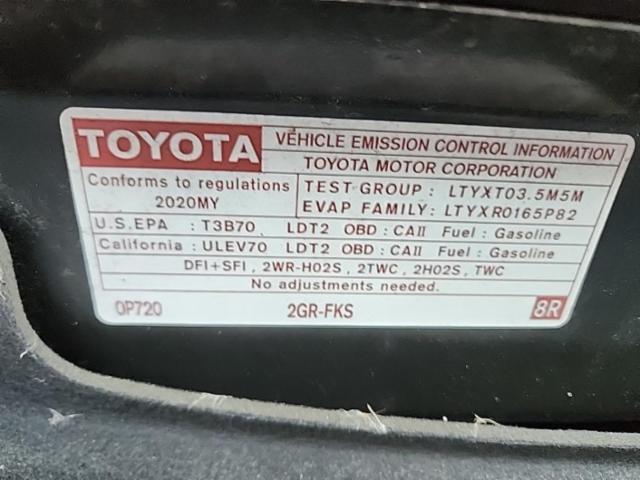 TOYOTA
VEHICLE EMISSION CONTROL INFORMATION
TOYOTA MOTOR CORPORATION
Conforms to regulations
2020MY
TEST GROUP : LTYXT03.5M5M
EVAP FAMILY: LTYXR0165P82
U.S.EPA : T3B70 LDT2 OBD : CAII Fuel : Gasoline
California : ULEV70 LDT2 OBD : CAII Fuel : Gasoline
DFI+SFI , 2WR-HO2S , 2TWC , 2HO2S , TWC
No adjustments needed.
0P720 2GR-FKS 8R